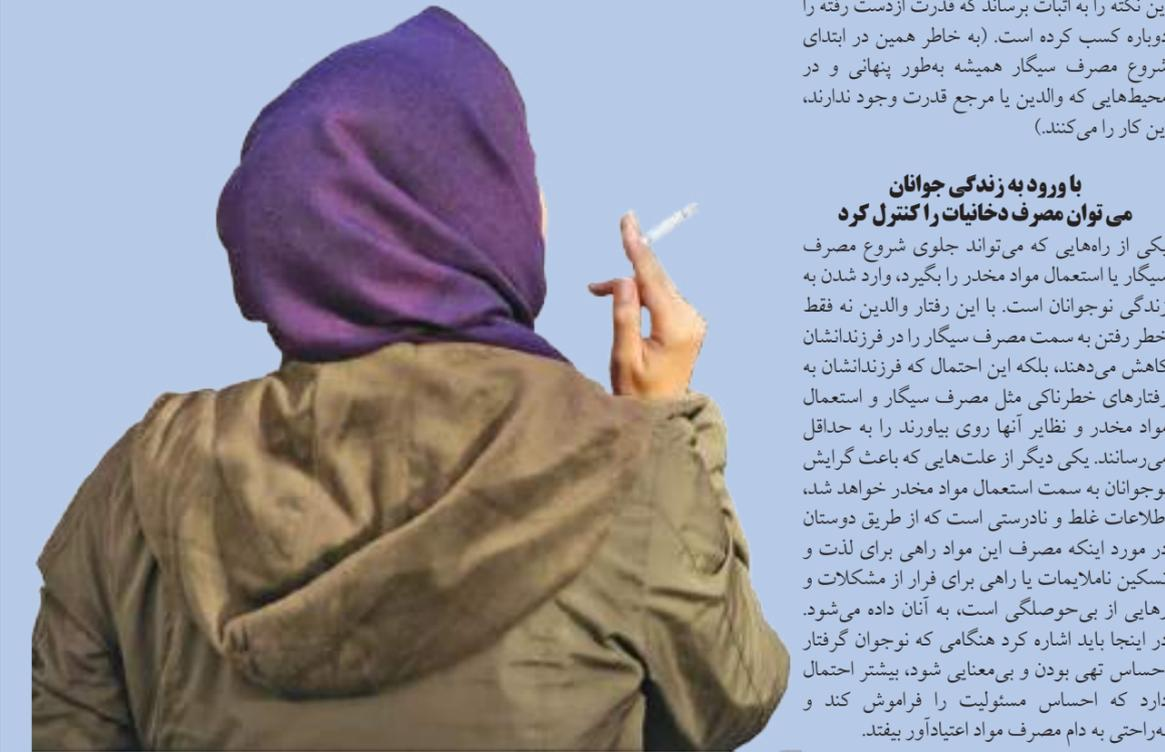 ین نکته را به اثبات برساند که قدرت ازدست رفته را
دوباره کسب کرده است. (به خاطر همین در ابتدای
شروع مصرف سیگار همیشه به‌طور پنهانی و در
محیط‌هایی که والدین یا مرجع قدرت وجود ندارند،
ین کار را می‌کنند.)
با ورود به زندگی جوانان
می توان مصرف دخانیات را کنترل کرد
یکی از راه‌هایی که می‌تواند جلوی شروع مصرف
سیگار یا استعمال مواد مخدر را بگیرد، وارد شدن به
زندگی نوجوانان است. با این رفتار والدین نه فقط
خطر رفتن به سمت مصرف سیگار را در فرزندانشان
کاهش می‌دهند، بلکه این احتمال که فرزندانشان به
رفتارهای خطرناکی مثل مصرف سیگار و استعمال
مواد مخدر و نظایر آنها روی بیاورند را به حداقل
می‌رسانند. یکی دیگر از علت‌هایی که باعث گرایش
نوجوانان به سمت استعمال مواد مخدر خواهد شد،
طلاعات غلط و نادرستی است که از طریق دوستان
در مورد اینکه مصرف این مواد راهی برای لذت و
تسکین ناملایمات یا راهی برای فرار از مشکلات و
رهایی از بی‌حوصلگی است، به آنان داده می‌شود.
در اینجا باید اشاره کرد هنگامی که نوجوان گرفتار
حساس تهی بودن و بی‌معنایی شود، بیشتر احتمال
دارد که احساس مسئولیت را فراموش کند و
به‌راحتی به دام مصرف مواد اعتیادآور بیفتد.